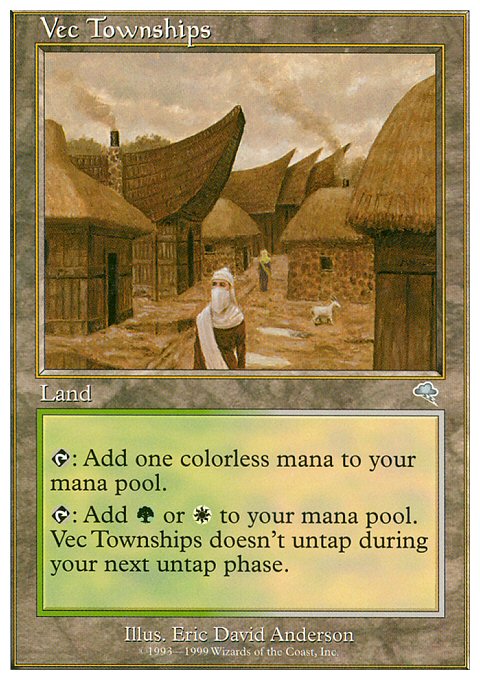 Vec Townships
Land
: Add one colorless mana to your
mana pool.
: Add or to your mana pool.
Vec Townships doesn't untap during
your next untap phase.
Illus. Eric David Anderson
©1993–1999 Wizards of the Coast, Inc.